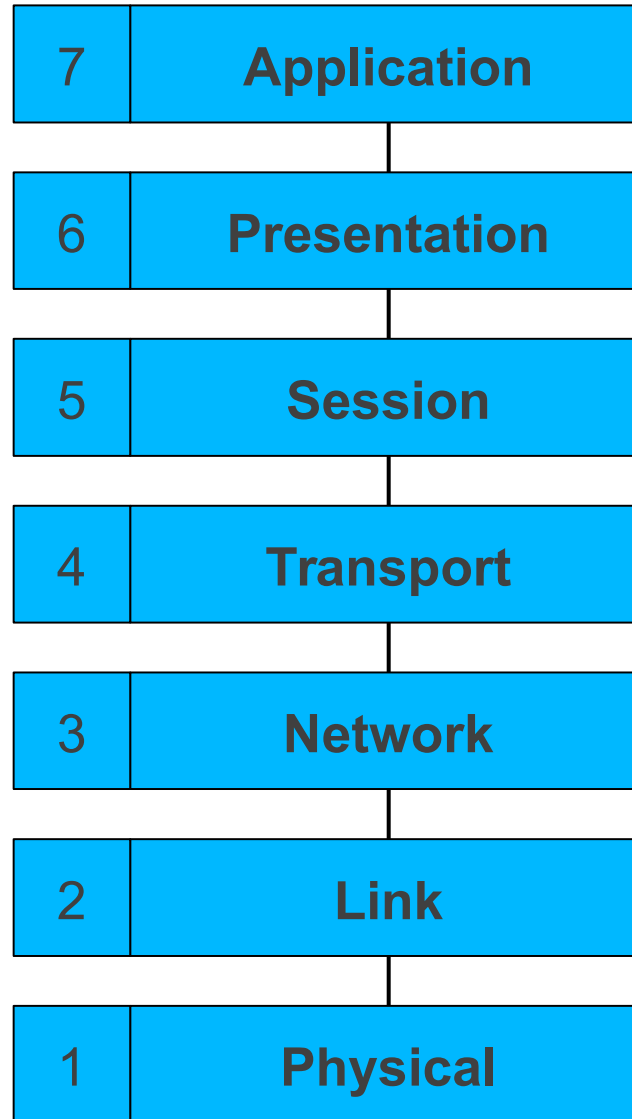 7 Application
6 Presentation
5 Session
4 Transport
3 Network
2 Link
1 Physical